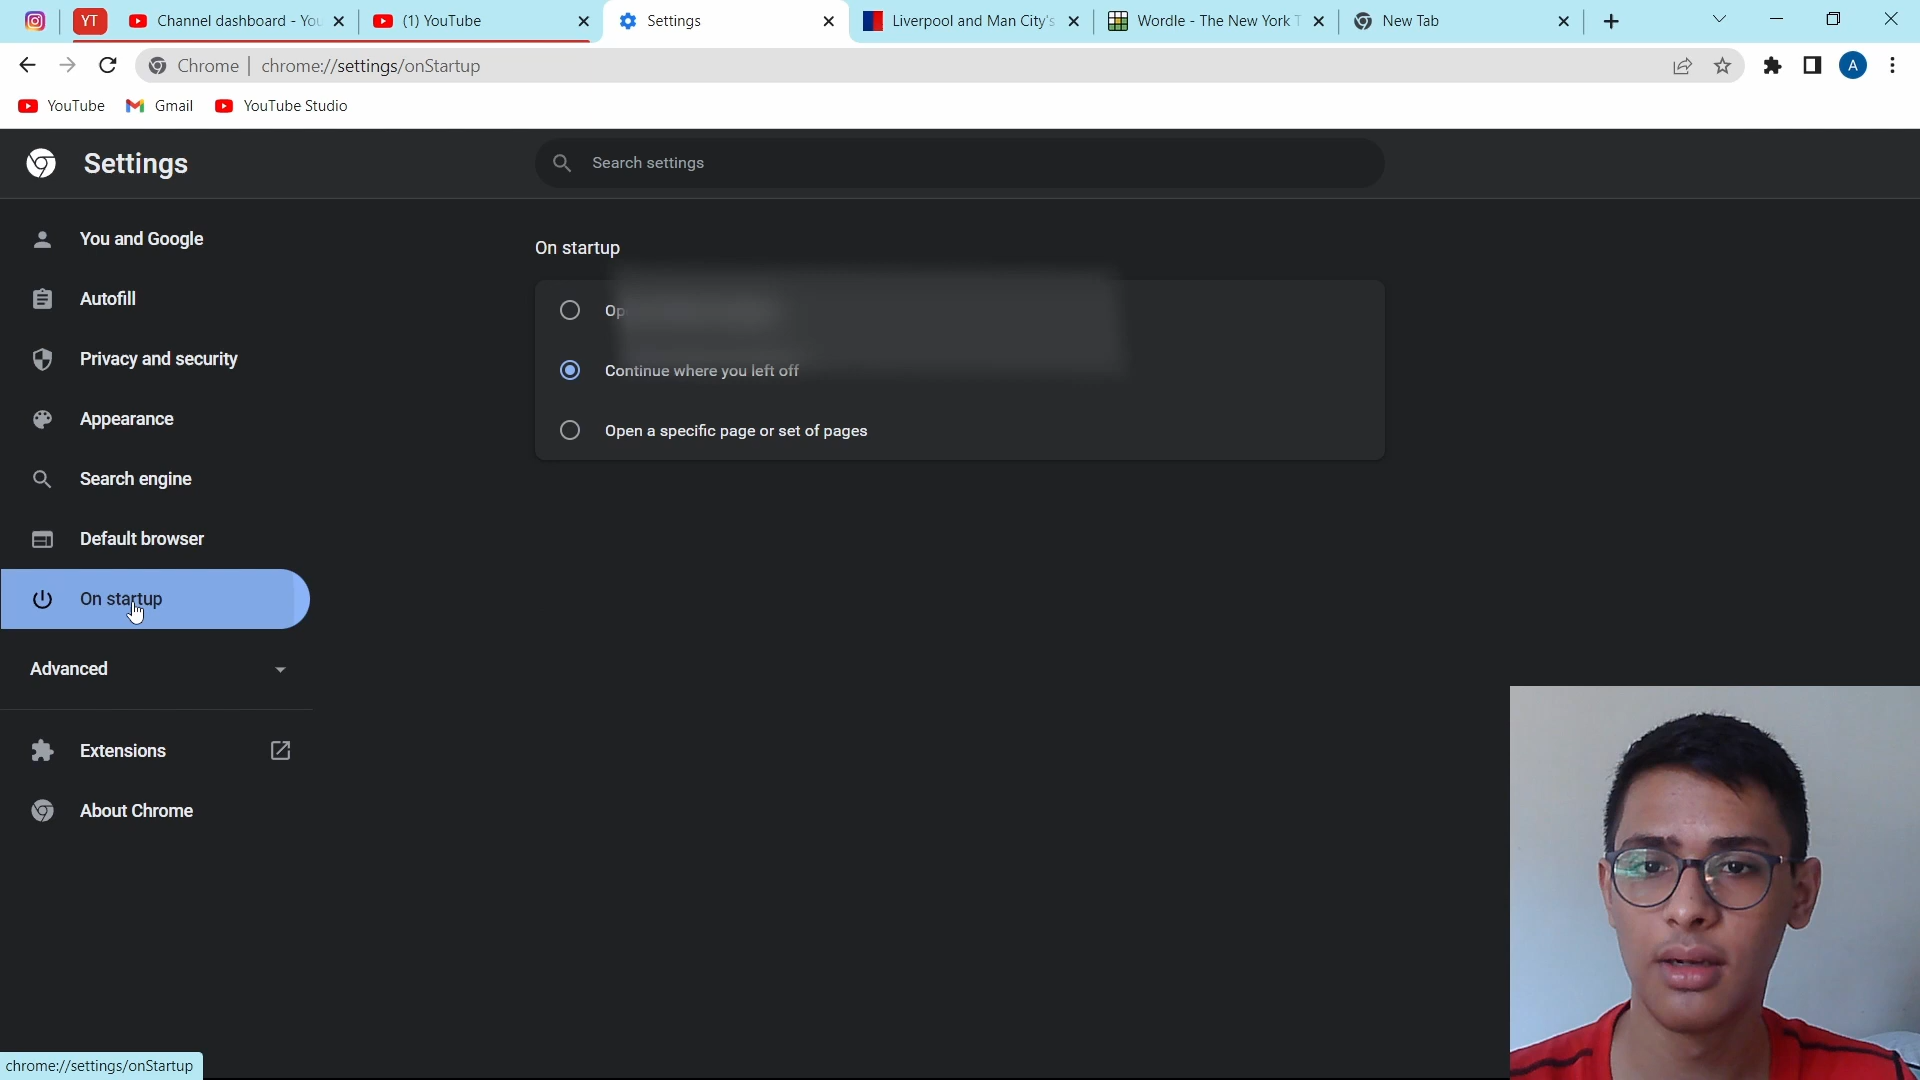 YT
Channel dashboard - You
(1) YouTube
Settings
Liverpool and Man City's
Wordle - The New York T
New Tab
Chrome | chrome://settings/onStartup
A
YouTube
Gmail
YouTube Studio
Settings
Search settings
You and Google
Autofill
Privacy and security
Appearance
Search engine
Default browser
On startup
Advanced
Extensions
About Chrome
On startup
Continue where you left off
Open a specific page or set of pages
chrome://settings/onStartup